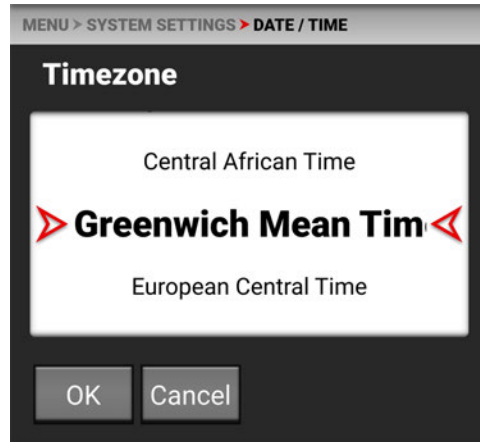 MENU > SYSTEM SETTINGS > DATE / TIME
Timezone
Central African Time
Greenwich Mean Tim
European Central Time
OK Cancel